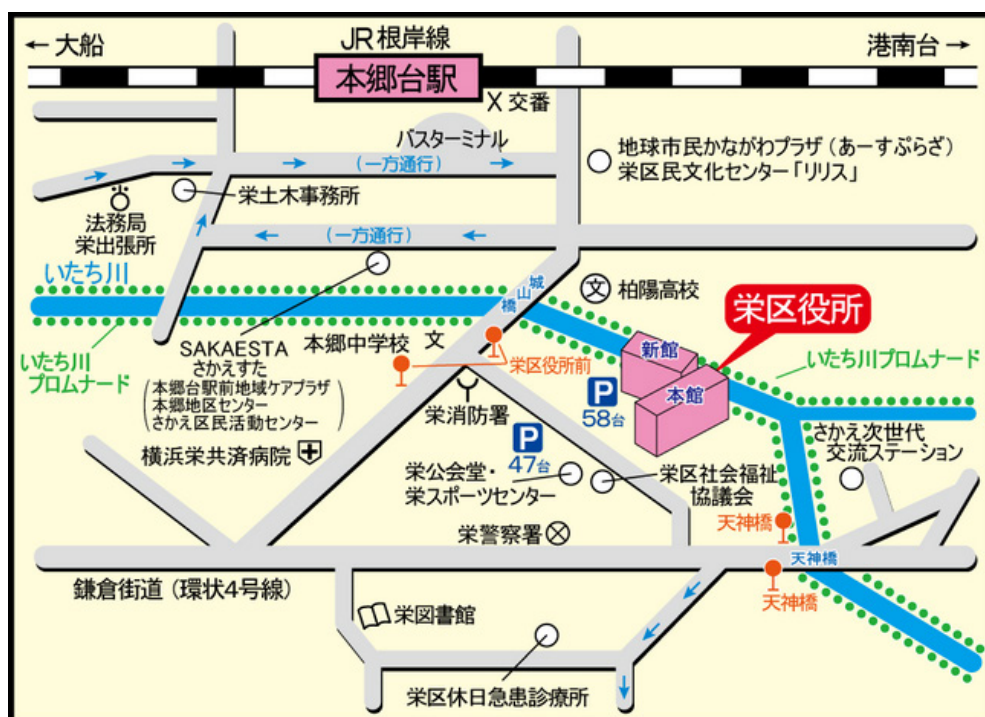 ← 大船
JR根岸線
港南台 →
本郷台駅
交番
バスターミナル
(一方通行)
地球市民かながわプラザ(あーすぷらざ)
栄区民文化センター「リリス」
栄土木事務所
法務局
栄出張所
(一方通行)
いたち川
城山橋
文
柏陽高校
栄区役所
いたち川
プロムナード
SAKAESTA
さかえすた
(本郷台駅前地域ケアプラザ
本郷地区センター
さかえ区民活動センター)
本郷中学校
文
栄区役所前
新館
本館
いたち川プロムナード
P
58台
栄消防署
P
47台
横浜栄共済病院
栄公会堂・
栄スポーツセンター
栄区社会福祉
協議会
さかえ次世代
交流ステーション
天神橋
栄警察署
天神橋
天神橋
鎌倉街道(環状4号線)
栄図書館
栄区休日急患診療所